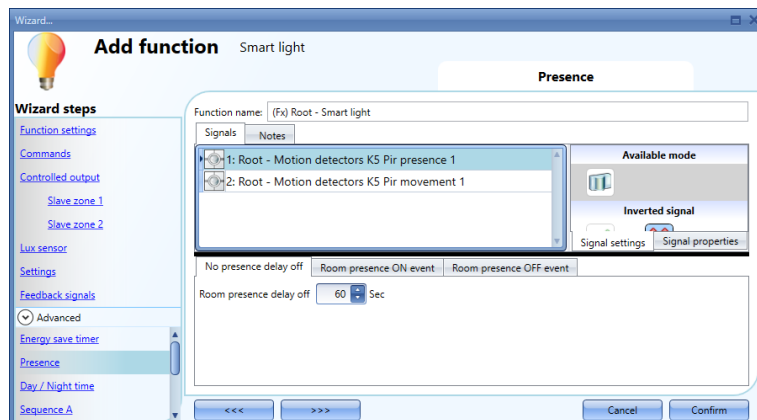 Wizard...
Add function Smart light
Presence
Wizard steps
Function settings
Commands
Controlled output
Slave zone 1
Slave zone 2
Lux sensor
Settings
Feedback signals
Advanced
Energy save timer
Presence
Day / Night time
Sequence A
Function name: (Fx) Root - Smart light
Signals Notes
1: Root - Motion detectors K5 Pir presence 1
2: Root - Motion detectors K5 Pir movement 1
Available mode
Inverted signal
Signal settings Signal properties
No presence delay off Room presence ON event Room presence OFF event
Room presence delay off 60 Sec
<<< >>> Cancel Confirm